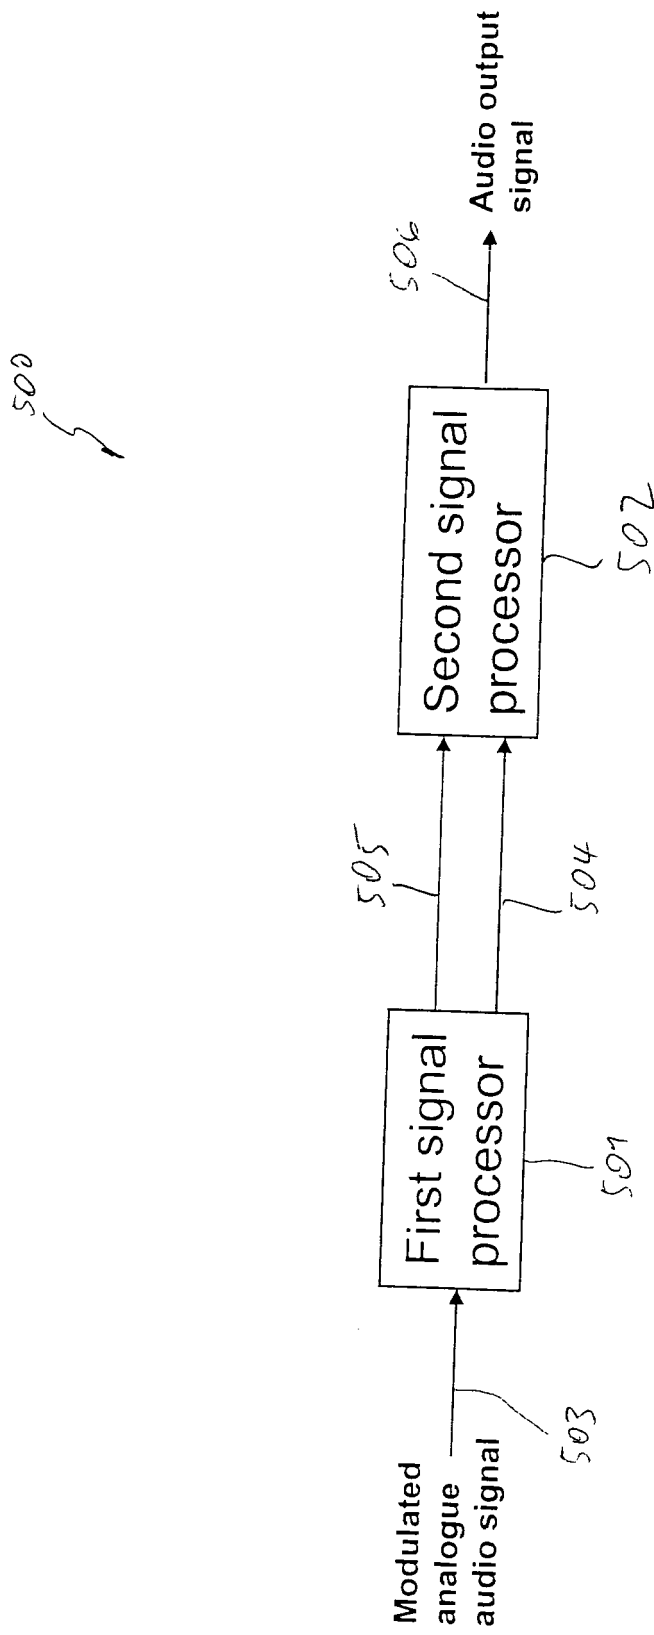 500
Modulated
analogue
audio signal
503
First signal
processor
501
505
504
Second signal
processor
502
506
Audio output
signal